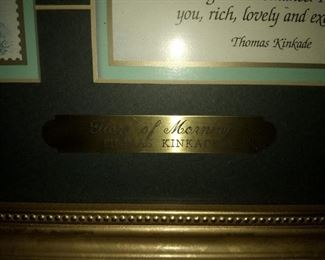 you, rich, lovely and
Thomas Kinkade
of Morning
THOMAS KINKADE